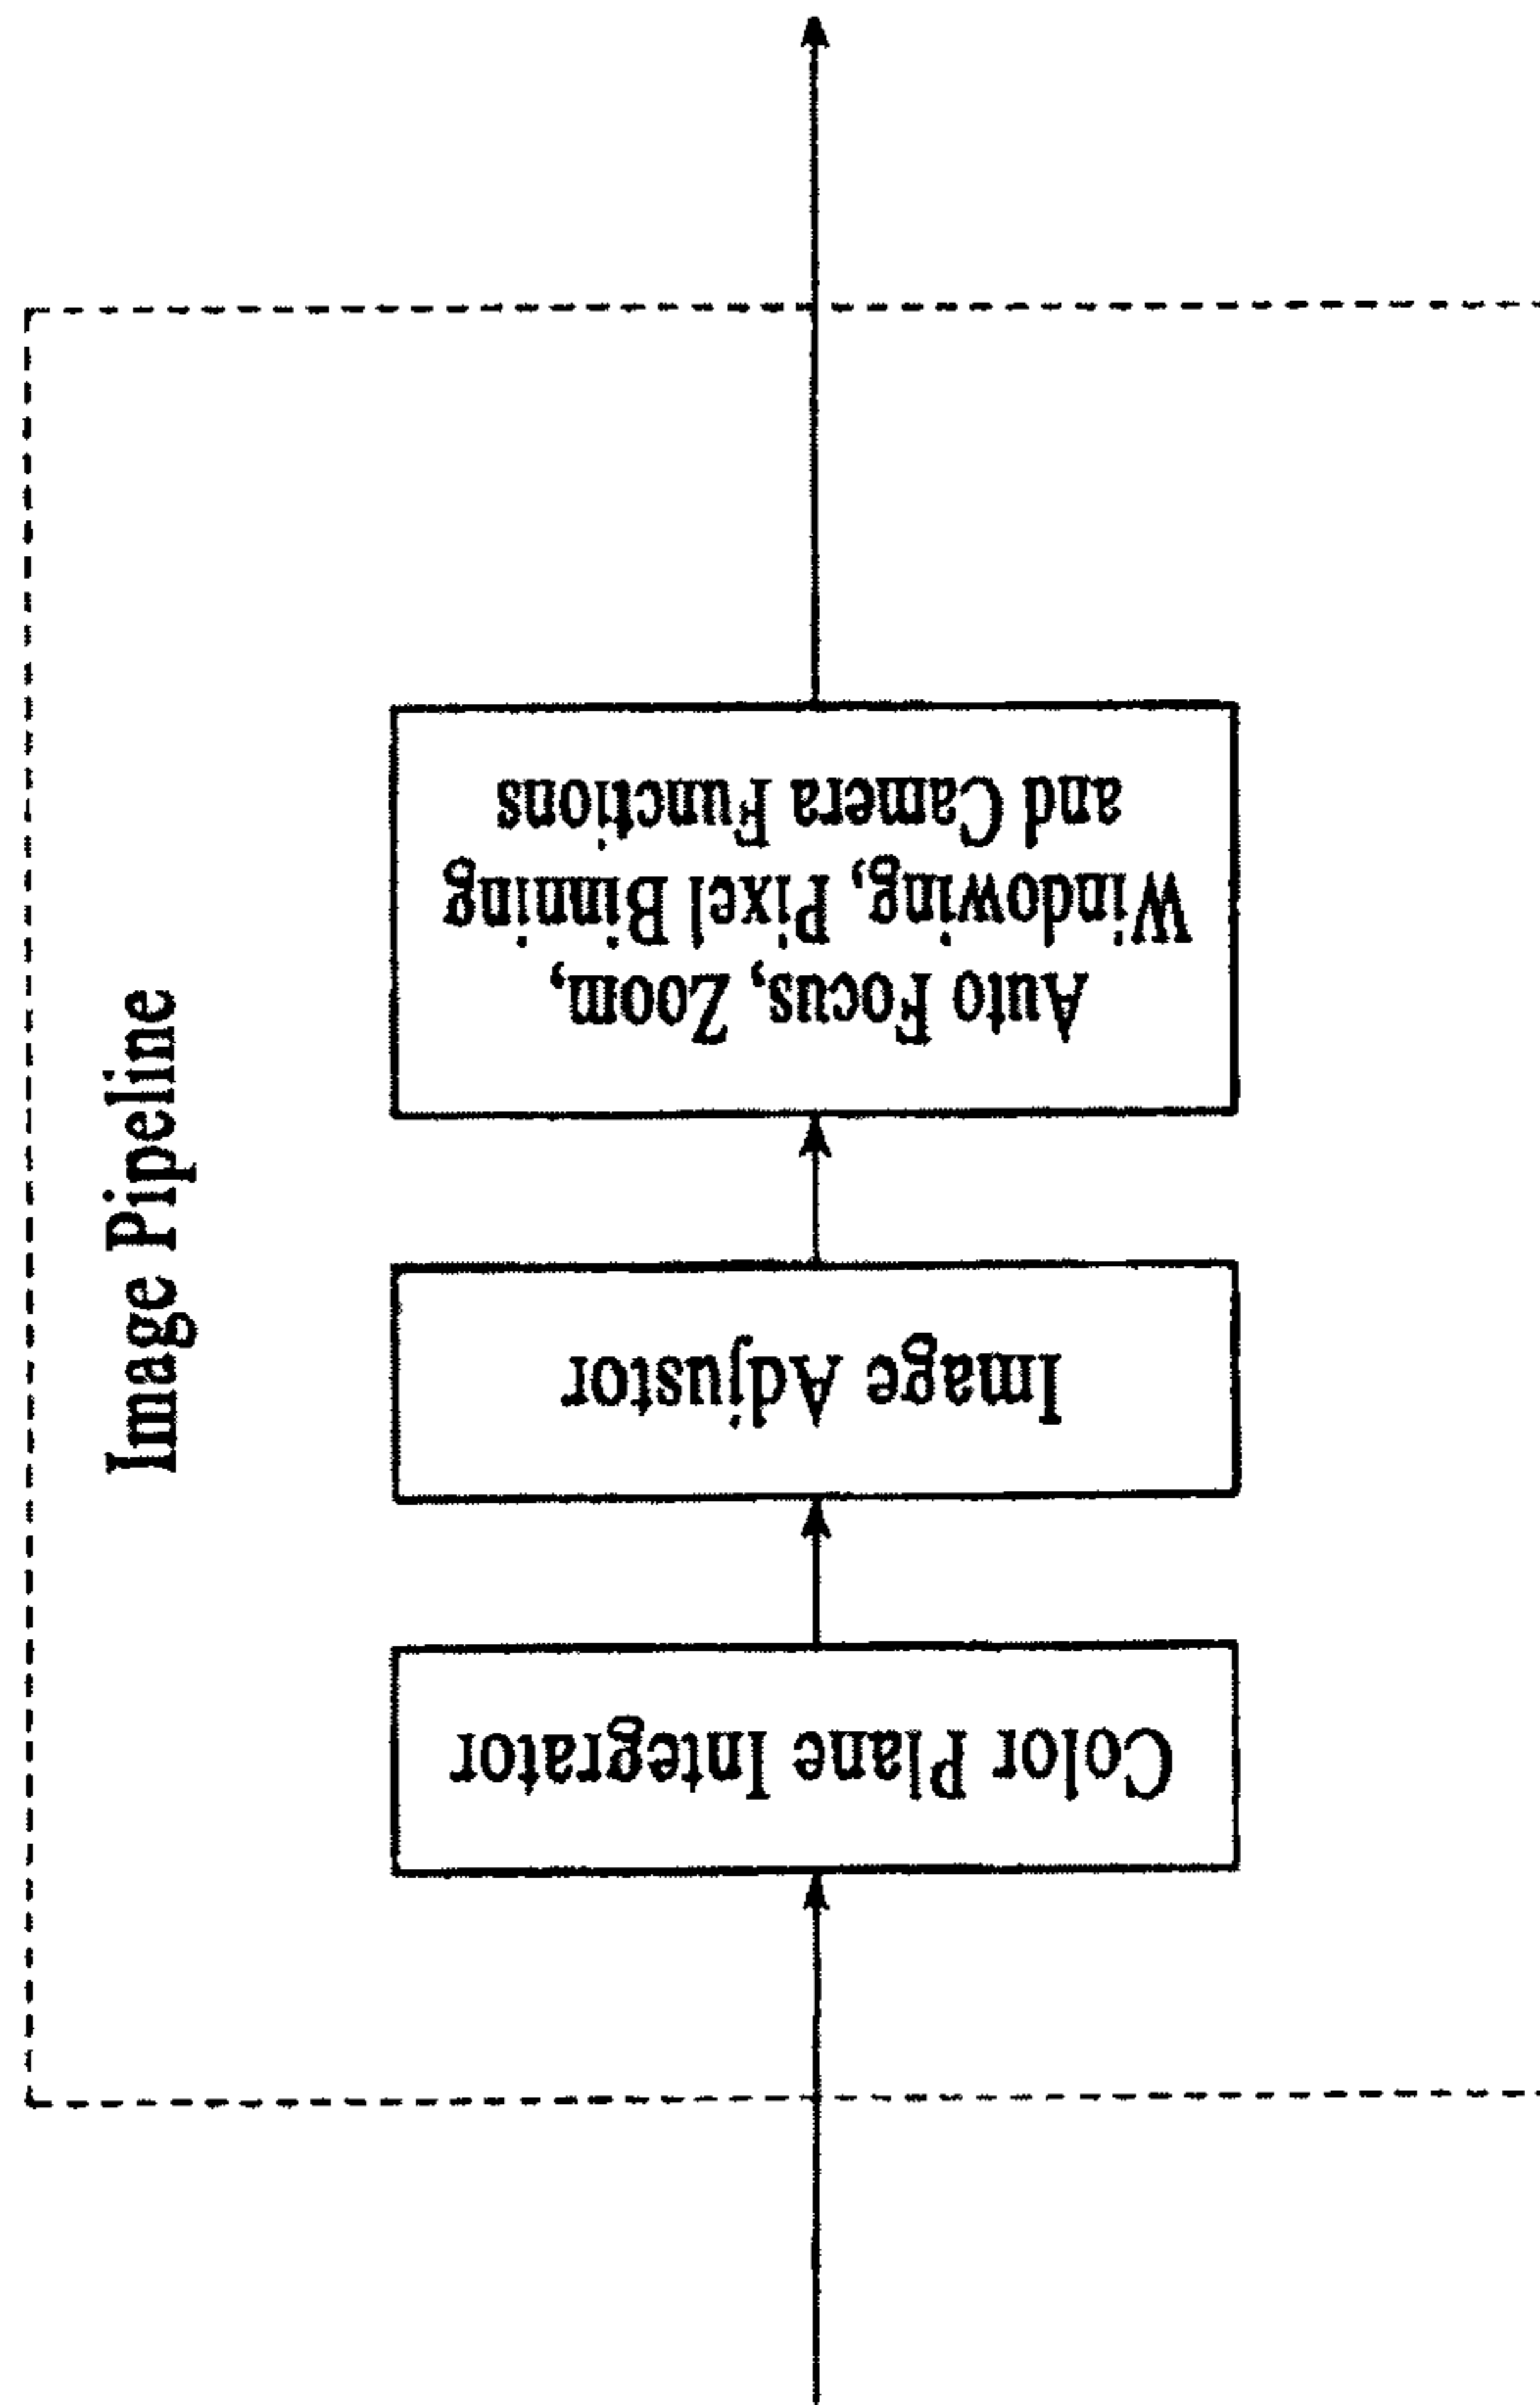 Image Pipeline
Color Plane Integrator
Image Adjustor
Auto Focus, Zoom,
Windowing, Pixel Binning
and Camera Functions